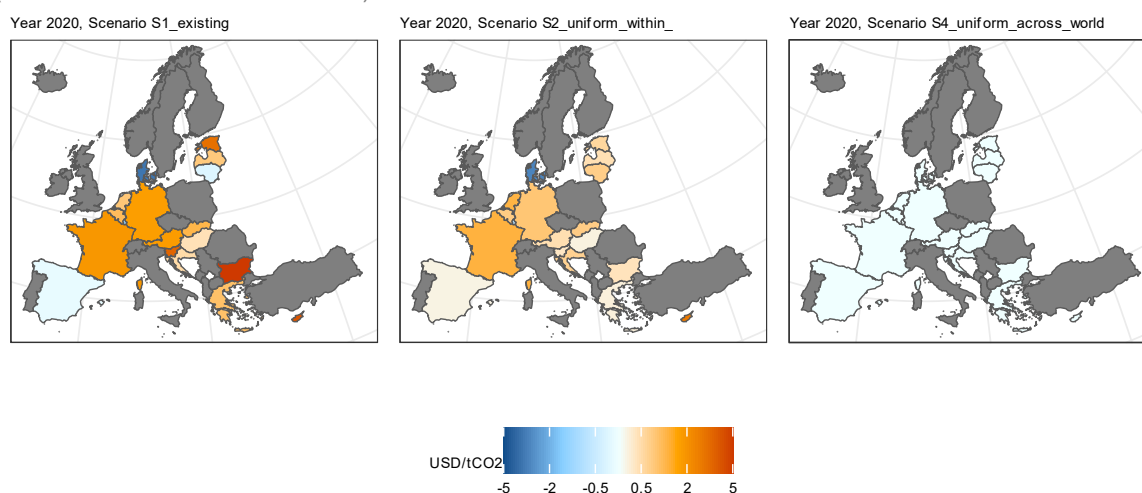 Year 2020, Scenario S1_existing
Year 2020, Scenario S2_uniform_within_
Year 2020, Scenario S4_uniform_across_world
USD/tCO2
-5 -2 -0.5 0.5 2 5